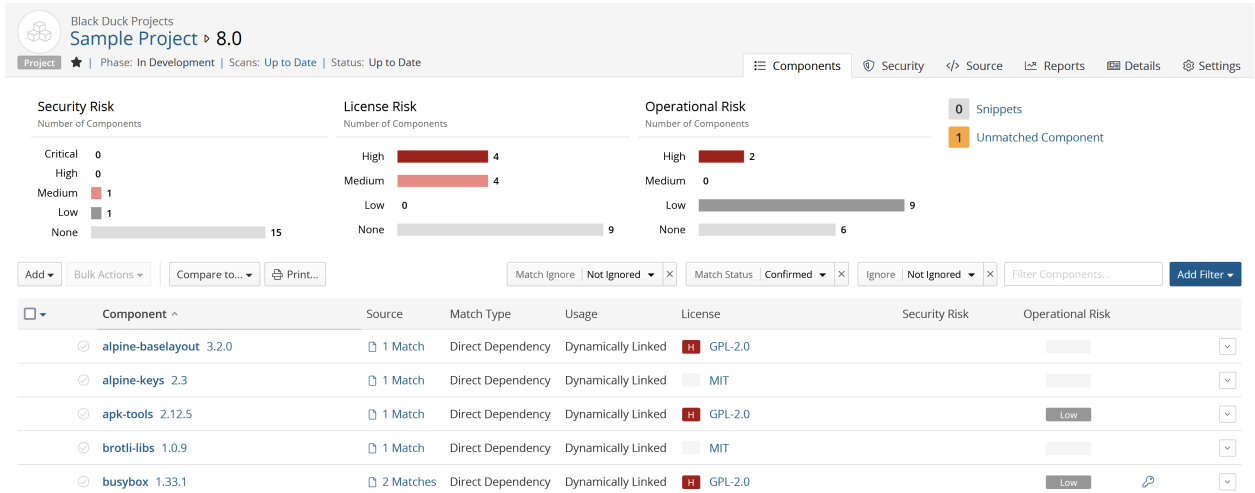 Black Duck Projects
Sample Project 8.0
Project | Phase: In Development | Scans: Up to Date | Status: Up to Date
Components Security Source Reports Details Settings
Security Risk
Number of Components
Critical 0
High 0
Medium 1
Low 1
None 15
License Risk
Number of Components
High 4
Medium 4
Low 0
None 9
Operational Risk
Number of Components
High 2
Medium 0
Low 9
None 6
0 Snippets
1 Unmatched Component
Add Bulk Actions Compare to... Print... Match Ignore Not Ignored × Match Status Confirmed × Ignore Not Ignored × Filter Components... Add Filter
Component Source Match Type Usage License Security Risk Operational Risk
alpine-baselayout 3.2.0 1 Match Direct Dependency Dynamically Linked H GPL-2.0
alpine-keys 2.3 1 Match Direct Dependency Dynamically Linked MIT
apk-tools 2.12.5 1 Match Direct Dependency Dynamically Linked H GPL-2.0 Low
brotli-libs 1.0.9 1 Match Direct Dependency Dynamically Linked MIT
busybox 1.33.1 2 Matches Direct Dependency Dynamically Linked H GPL-2.0 Low